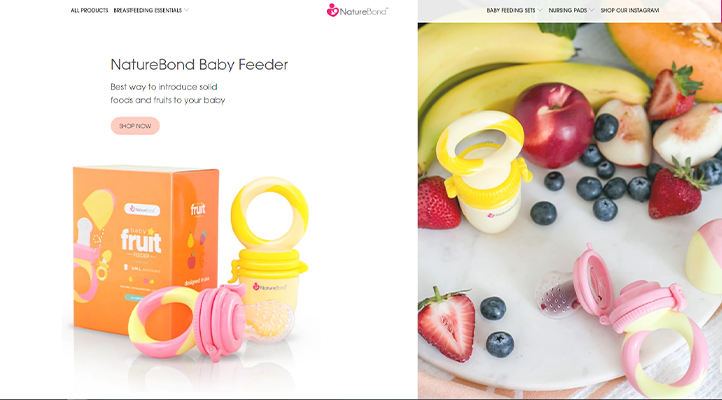 ALL PRODUCTS BREASTFEEDING ESSENTIALS
NatureBond
BABY FEEDING SETS NURSING PADS SHOP OUR INSTAGRAM
NatureBond Baby Feeder
Best way to introduce solid
foods and fruits to your baby
SHOP NOW
NatureBond
baby
fruit
FEEDER
fruit
NatureBond